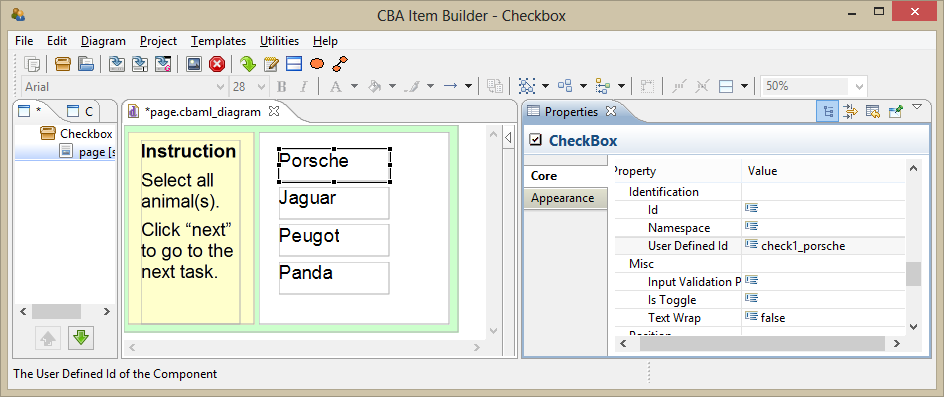 CBA Item Builder - Checkbox
File Edit Diagram Project Templates Utilities Help
Arial 28 A 50%
* C
Checkbox
page [s
*page.cbaml_diagram
Instruction
Select all
animal(s).
Click “next”
to go to the
next task.
Porsche
Jaguar
Peugot
Panda
Properties
CheckBox
Core
Appearance
Property Value
Identification
Id
Namespace
User Defined Id check1_porsche
Misc
Input Validation P
Is Toggle
Text Wrap false
Position
The User Defined Id of the Component